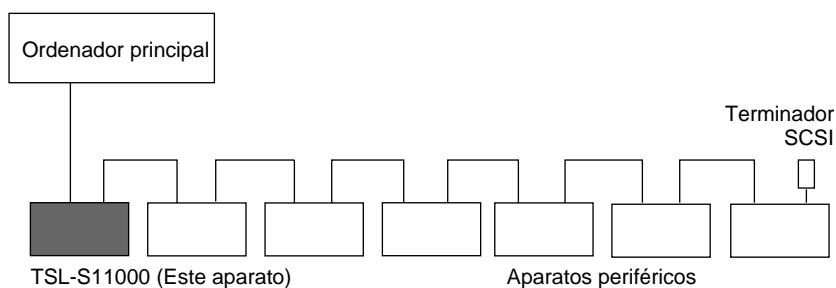 Ordenador principal
Terminador
SCSI
TSL-S11000 (Este aparato)
Aparatos periféricos